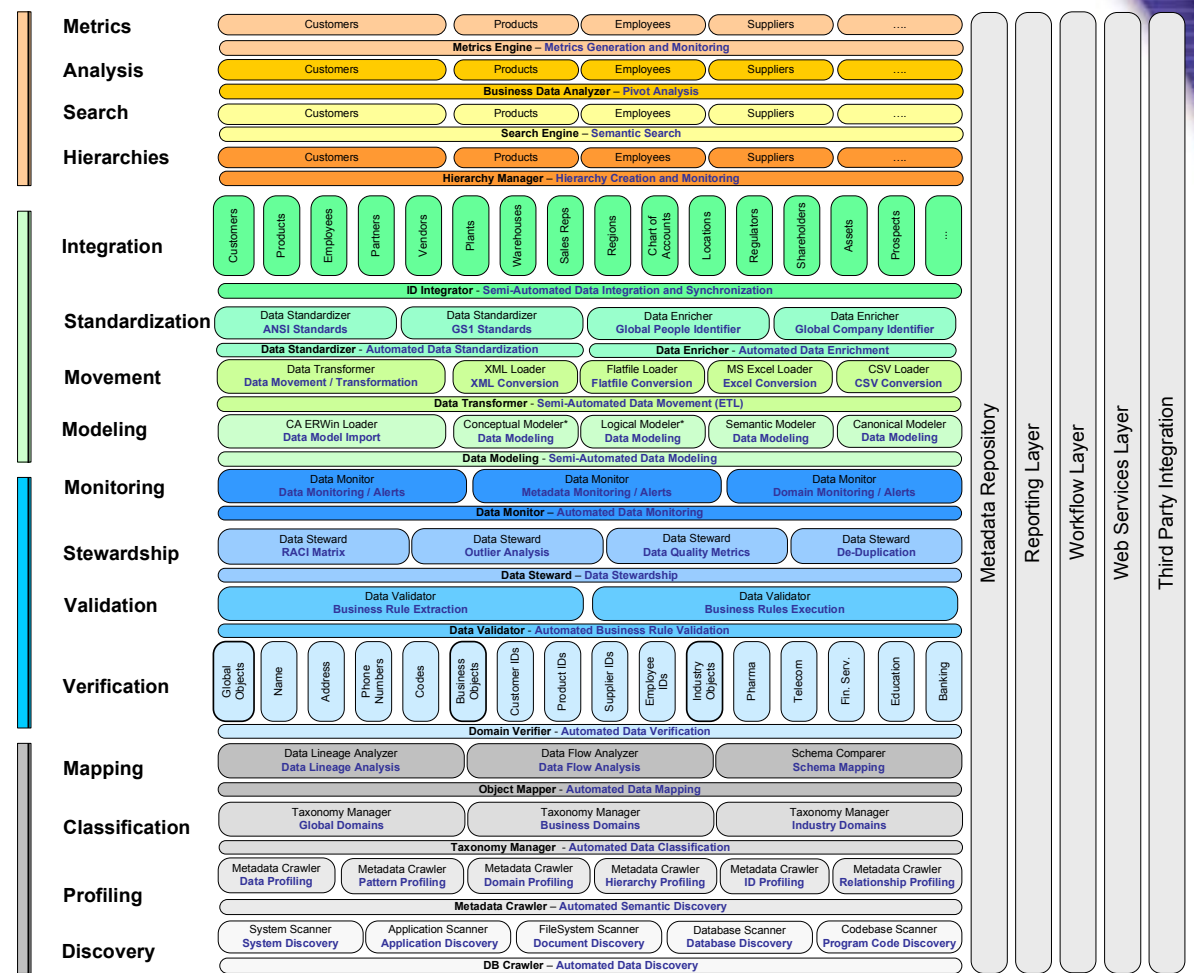 Metrics
Customers
Products
Employees
Suppliers
....
Metrics Engine – Metrics Generation and Monitoring
Analysis
Customers
Products
Employees
Suppliers
....
Business Data Analyzer – Pivot Analysis
Search
Customers
Products
Employees
Suppliers
....
Search Engine – Semantic Search
Hierarchies
Customers
Products
Employees
Suppliers
....
Hierarchy Manager – Hierarchy Creation and Monitoring
Integration
Customers
Products
Employees
Partners
Vendors
Plants
Warehouses
Sales Reps
Regions
Chart of
Accounts
Locations
Regulators
Shareholders
Assets
Prospects
...
ID Integrator - Semi-Automated Data Integration and Synchronization
Standardization
Data Standardizer
ANSI Standards
Data Standardizer
GS1 Standards
Data Enricher
Global People Identifier
Data Enricher
Global Company Identifier
Data Standardizer - Automated Data Standardization
Data Enricher - Automated Data Enrichment
Movement
Data Transformer
Data Movement / Transformation
XML Loader
XML Conversion
Flatfile Loader
Flatfile Conversion
MS Excel Loader
Excel Conversion
CSV Loader
CSV Conversion
Data Transformer - Semi-Automated Data Movement (ETL)
Modeling
CA ERWin Loader
Data Model Import
Conceptual Modeler*
Data Modeling
Logical Modeler*
Data Modeling
Semantic Modeler
Data Modeling
Canonical Modeler
Data Modeling
Data Modeling - Semi-Automated Data Modeling
Monitoring
Data Monitor
Data Monitoring / Alerts
Data Monitor
Metadata Monitoring / Alerts
Data Monitor
Domain Monitoring / Alerts
Data Monitor – Automated Data Monitoring
Stewardship
Data Steward
RACI Matrix
Data Steward
Outlier Analysis
Data Steward
Data Quality Metrics
Data Steward
De-Duplication
Data Steward – Data Stewardship
Validation
Data Validator
Business Rule Extraction
Data Validator
Business Rules Execution
Data Validator - Automated Business Rule Validation
Verification
Global
Objects
Name
Address
Phone
Numbers
Codes
Business
Objects
Customer IDs
Product IDs
Supplier IDs
Employee
IDs
Industry
Objects
Pharma
Telecom
Fin. Serv.
Education
Banking
Domain Verifier - Automated Data Verification
Mapping
Data Lineage Analyzer
Data Lineage Analysis
Data Flow Analyzer
Data Flow Analysis
Schema Comparer
Schema Mapping
Object Mapper - Automated Data Mapping
Classification
Taxonomy Manager
Global Domains
Taxonomy Manager
Business Domains
Taxonomy Manager
Industry Domains
Taxonomy Manager - Automated Data Classification
Profiling
Metadata Crawler
Data Profiling
Metadata Crawler
Pattern Profiling
Metadata Crawler
Domain Profiling
Metadata Crawler
Hierarchy Profiling
Metadata Crawler
ID Profiling
Metadata Crawler
Relationship Profiling
Metadata Crawler – Automated Semantic Discovery
Discovery
System Scanner
System Discovery
Application Scanner
Application Discovery
FileSystem Scanner
Document Discovery
Database Scanner
Database Discovery
Codebase Scanner
Program Code Discovery
DB Crawler – Automated Data Discovery
Metadata Repository
Reporting Layer
Workflow Layer
Web Services Layer
Third Party Integration